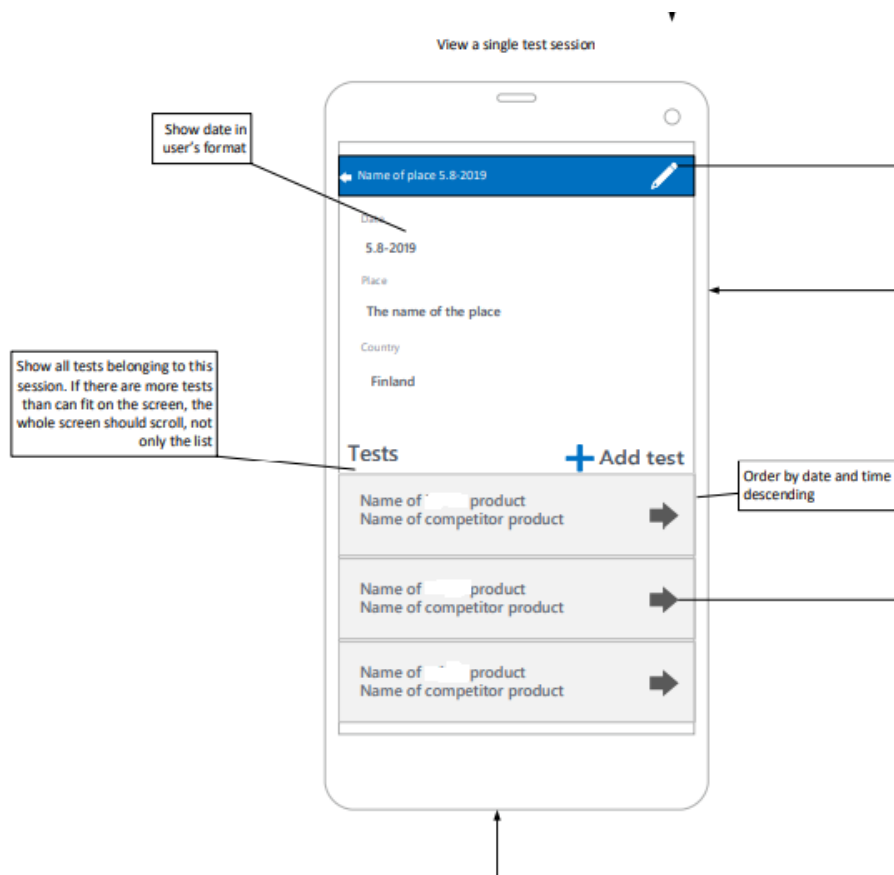 View a single test session
Show date in
user's format
Name of place 5.8-2019
Date
5.8-2019
Place
The name of the place
Country
Finland
Show all tests belonging to this
session. If there are more tests
than can fit on the screen, the
whole screen should scroll, not
only the list
Tests
Add test
Order by date and time
descending
Name of product
Name of competitor product
Name of product
Name of competitor product
Name of product
Name of competitor product